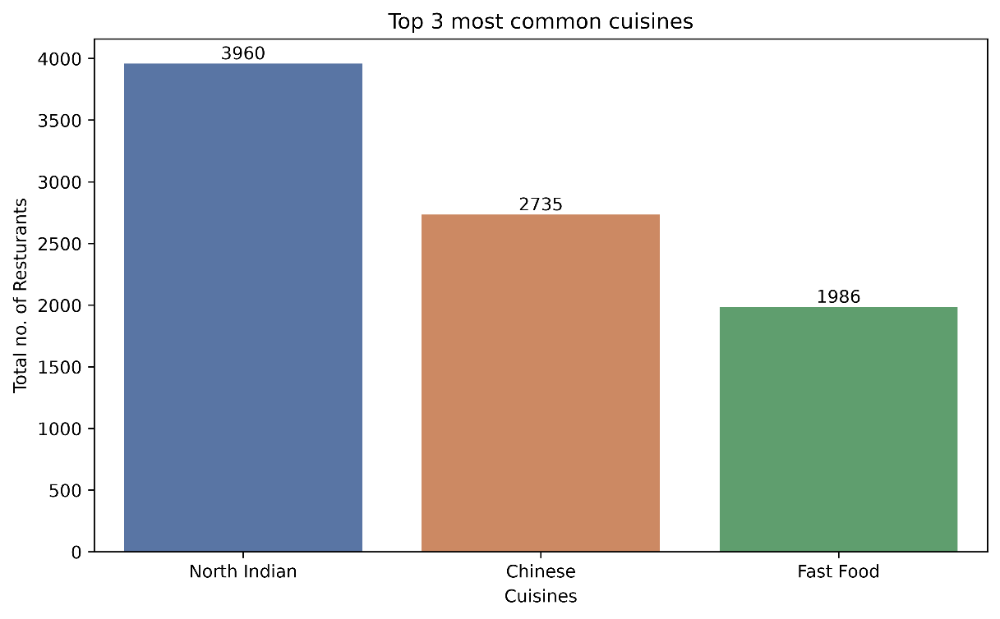 Top 3 most common cuisines
4000
3500
3000
2500
2000
1500
1000
500
0
Total no. of Resturants
3960
2735
1986
North Indian
Chinese
Fast Food
Cuisines